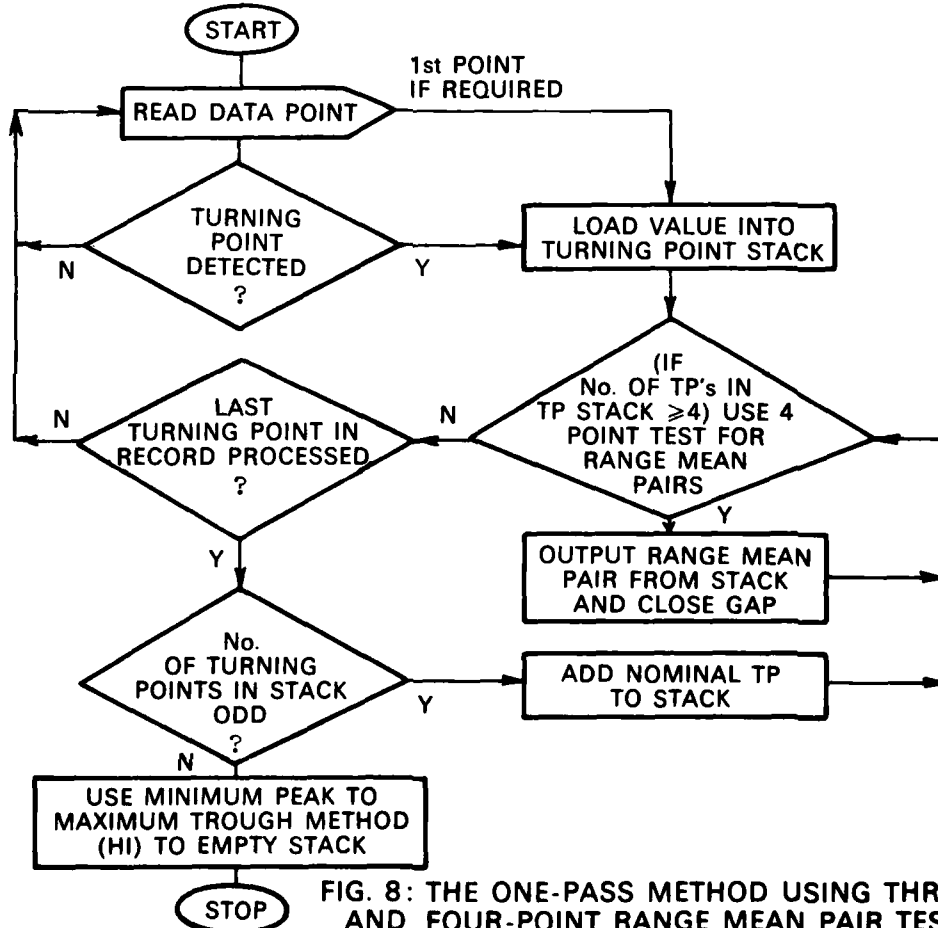 START
1st POINT
IF REQUIRED
READ DATA POINT
TURNING
POINT
DETECTED
?
N
Y
LOAD VALUE INTO
TURNING POINT STACK
(IF
No. OF TP's IN
TP STACK ⩾4) USE 4
POINT TEST FOR
RANGE MEAN
PAIRS
N
Y
LAST
TURNING POINT IN
RECORD PROCESSED
?
N
Y
OUTPUT RANGE MEAN
PAIR FROM STACK
AND CLOSE GAP
No.
OF TURNING
POINTS IN STACK
ODD
?
Y
N
ADD NOMINAL TP
TO STACK
USE MINIMUM PEAK TO
MAXIMUM TROUGH METHOD
(HI) TO EMPTY STACK
STOP
FIG. 8: THE ONE-PASS METHOD USING THR
AND FOUR-POINT RANGE MEAN PAIR TES